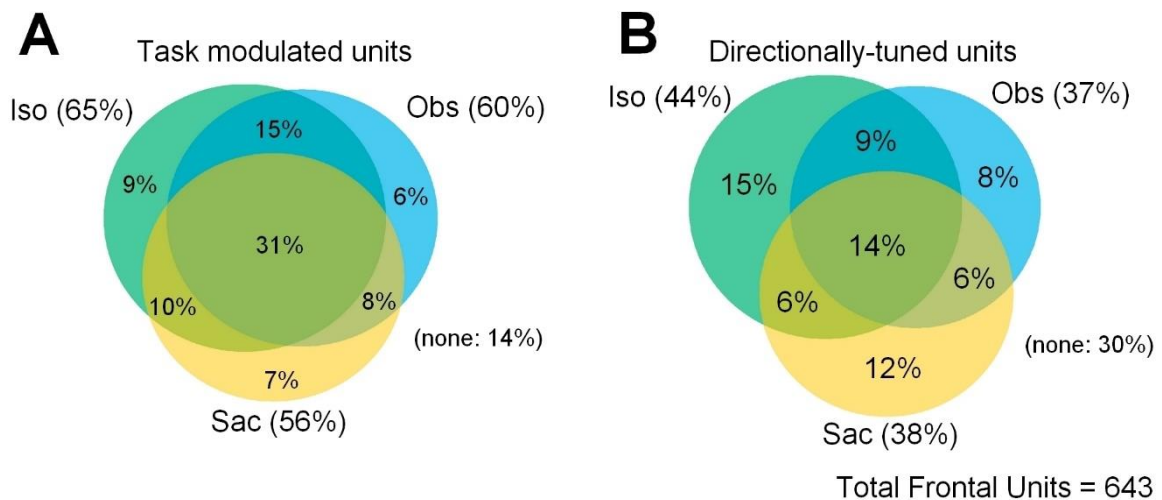 A
Task modulated units
Iso (65%)
Obs (60%)
15%
9%
6%
31%
10%
8%
(none: 14%)
7%
Sac (56%)
B
Directionally-tuned units
Iso (44%)
Obs (37%)
9%
15%
8%
14%
6%
6%
(none: 30%)
12%
Sac (38%)
Total Frontal Units = 643